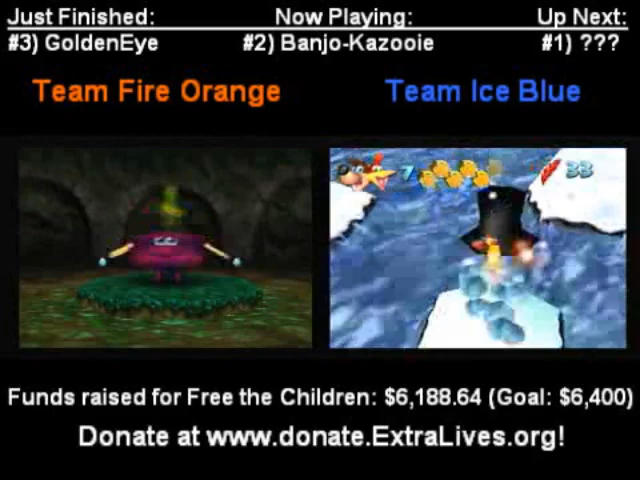 Just Finished: Now Playing: Up Next:
#3) GoldenEye #2) Banjo-Kazooie #1) ???
Team Fire Orange Team Ice Blue
7 33
Funds raised for Free the Children: $6,188.64 (Goal: $6,400)
Donate at www.donate.ExtraLives.org!